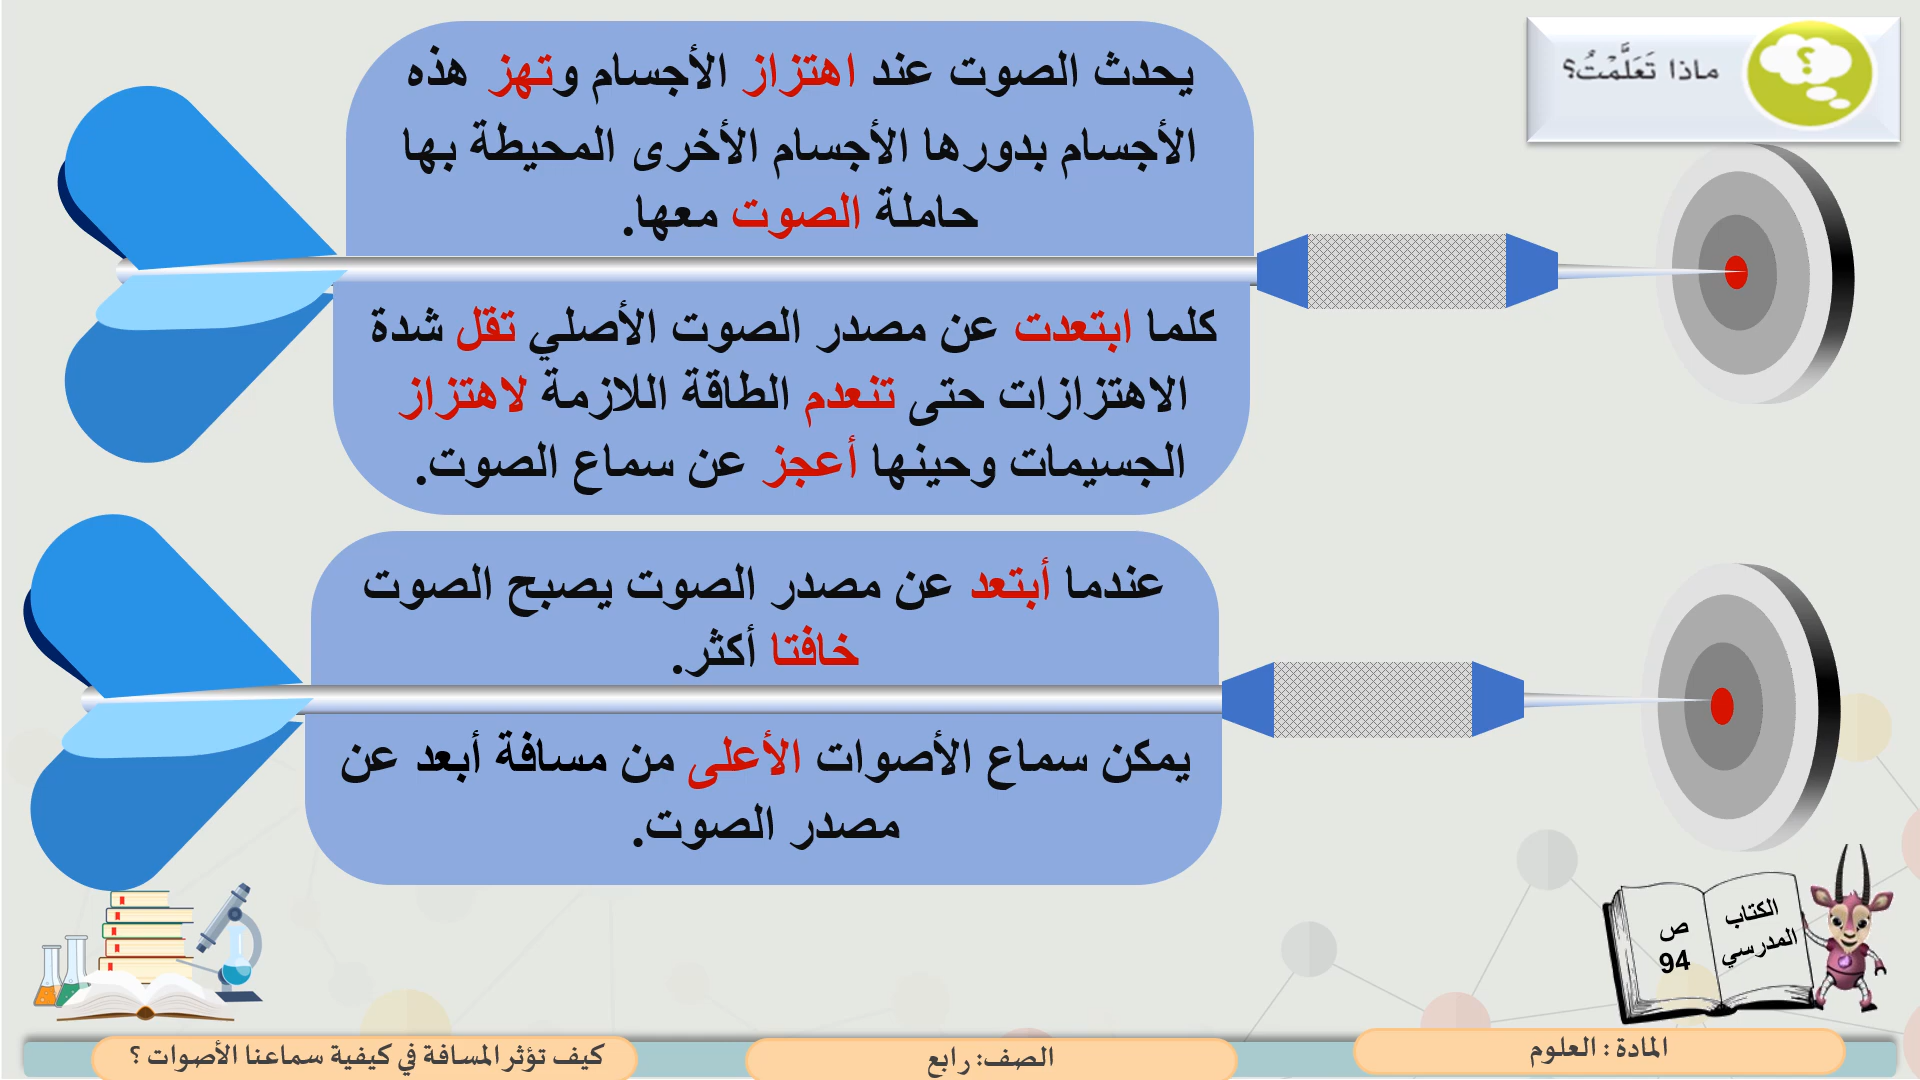 ماذا تَعَلَّمْتُ؟
يحدث الصوت عند اهتزاز الأجسام وتهز هذه
الأجسام بدورها الأجسام الأخرى المحيطة بها
حاملة الصوت معها.
كلما ابتعدت عن مصدر الصوت الأصلي تقل شدة
الاهتزازات حتى تنعدم الطاقة اللازمة لاهتزاز
الجسيمات وحينها أعجز عن سماع الصوت.
عندما أبتعد عن مصدر الصوت يصبح الصوت
خافتا أكثر.
يمكن سماع الأصوات الأعلى من مسافة أبعد عن
مصدر الصوت.
الكتاب
المدرسي
ص
94
المادة : العلوم
الصف: رابع
كيف تؤثر المسافة في كيفية سماعنا الأصوات ؟